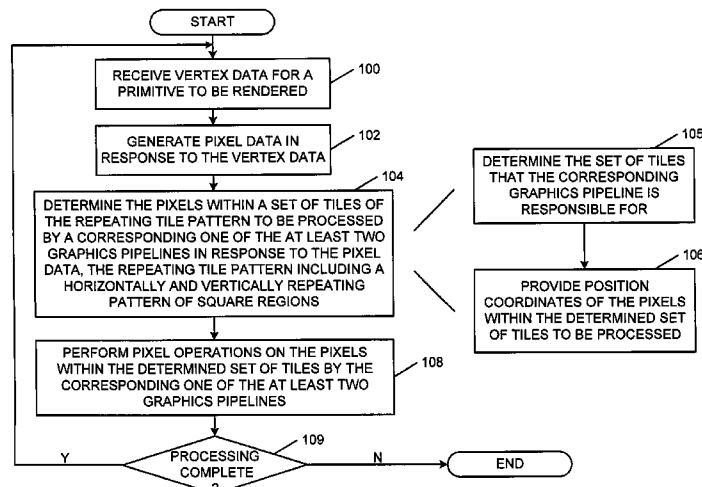 START
RECEIVE VERTEX DATA FOR A
PRIMITIVE TO BE RENDERED
100
GENERATE PIXEL DATA IN
RESPONSE TO THE VERTEX DATA
102
104
DETERMINE THE PIXELS WITHIN A SET OF TILES
OF THE REPEATING TILE PATTERN TO BE PROCESSED
BY A CORRESPONDING ONE OF THE AT LEAST TWO
GRAPHICS PIPELINES IN RESPONSE TO THE PIXEL
DATA, THE REPEATING TILE PATTERN INCLUDING A
HORIZONTALLY AND VERTICALLY REPEATING
PATTERN OF SQUARE REGIONS
105
DETERMINE THE SET OF TILES
THAT THE CORRESPONDING
GRAPHICS PIPELINE IS
RESPONSIBLE FOR
106
PROVIDE POSITION
COORDINATES OF THE PIXELS
WITHIN THE DETERMINED SET
OF TILES TO BE PROCESSED
PERFORM PIXEL OPERATIONS ON THE PIXELS
WITHIN THE DETERMINED SET OF TILES BY THE
CORRESPONDING ONE OF THE AT LEAST TWO
GRAPHICS PIPELINES
108
109
Y
PROCESSING
COMPLETE
?
N
END